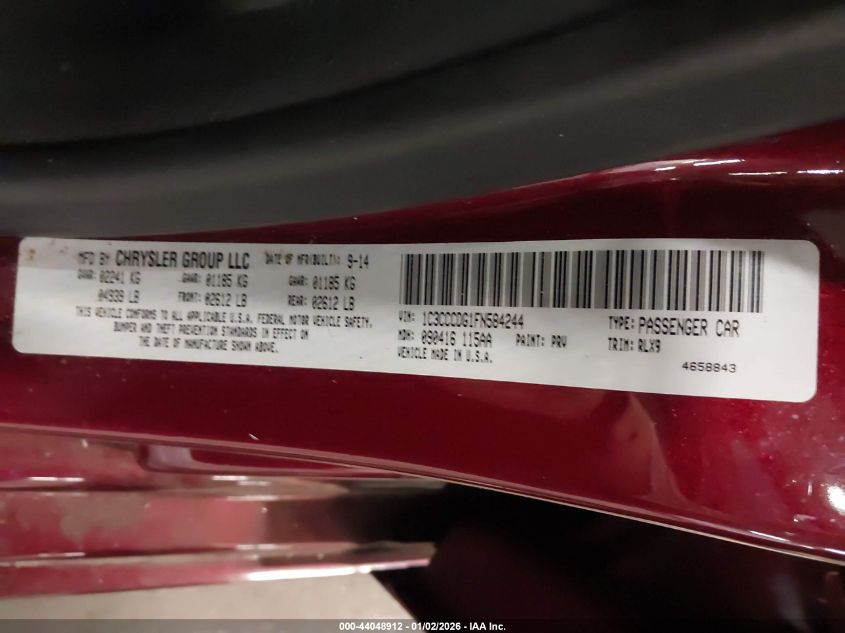 MFD BY CHRYSLER GROUP LLC DATE OF MFR(BUILT): 9-14
GVWR: 02241 KG GAWR: 01185 KG GAWR: 01185 KG
04939 LB FRONT: 02612 LB REAR: 02612 LB
THIS VEHICLE CONFORMS TO ALL APPLICABLE U.S.A. FEDERAL MOTOR VEHICLE SAFETY,
BUMPER AND THEFT PREVENTION STANDARDS IN EFFECT ON
THE DATE OF MANUFACTURE SHOWN ABOVE.
VIN: 1C3CCCDG1FN584244 TYPE: PASSENGER CAR
MDH: 090416 115AA PAINT: PRV TRIM: RLX9
VEHICLE MADE IN U.S.A. 4658843
000-44048912 - 01/02/2026 - IAA Inc.